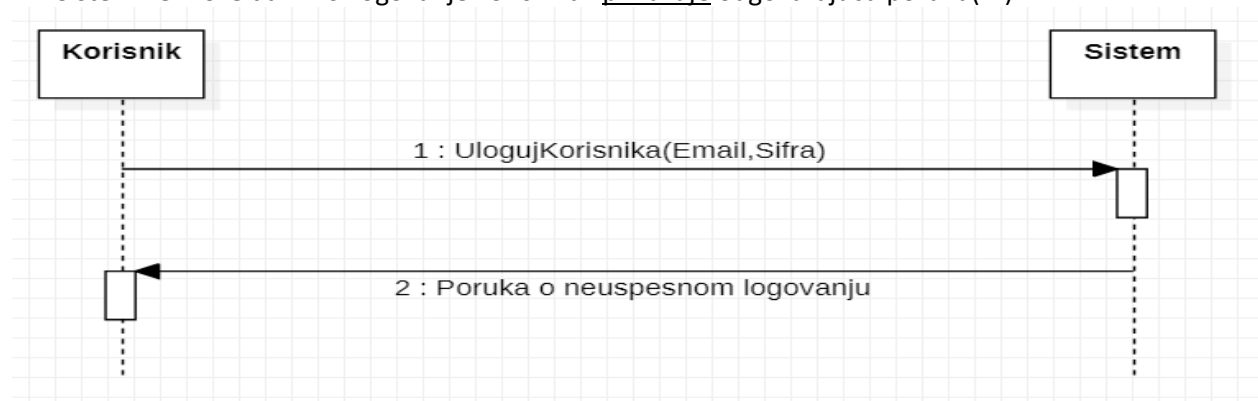 Korisnik
Sistem
1 : UlogujKorisnika(Email,Sifra)
2 : Poruka o neuspesnom logovanju